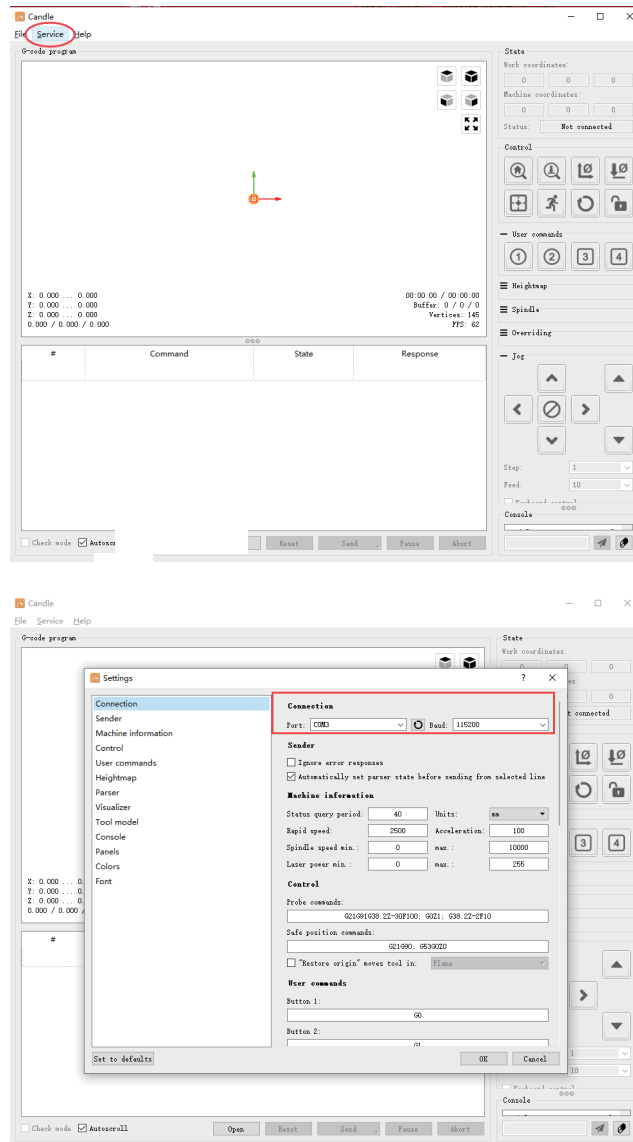 Candle
File Service Help
G-code program
State
Work coordinates:
0 0 0
Machine coordinates:
0 0 0
Status: Not connected
Control
User commands
1 2 3 4
Heightmap
Spindle
Overriding
Jog
X: 0.000 ... 0.000
Y: 0.000 ... 0.000
Z: 0.000 ... 0.000
0.000 / 0.000 / 0.000
00:00:00 / 00:00:00
Buffer: 0 / 0 / 0
Vertices: 145
FPS: 62
# Command State Response
Step: 1
Feed: 10
Keyboard control
Console
Check mode Autoscr
Reset Send Pause Abort
Candle
File Service Help
G-code program
State
Work coordinates:
0 0 0
es:
0
t connected
Settings
Connection
Sender
Machine information
Control
User commands
Heightmap
Parser
Visualizer
Tool model
Console
Panels
Colors
Font
Connection
Port: COM3 Baud: 115200
Sender
Ignore error responses
Automatically set parser state before sending from selected line
Machine information
Status query period: 40 Units: mm
Rapid speed: 2500 Acceleration: 100
Spindle speed min.: 0 max.: 10000
Laser power min.: 0 max.: 255
Control
Probe commands:
G21G91G38.2Z-30F100; G0Z1; G38.2Z-2F10
Safe position commands:
G21G90; G53G0Z0
"Restore origin" moves tool in: Plane
User commands
Button 1:
G0
Button 2:
G1
Set to defaults OK Cancel
3 4
X: 0.000 ... 0.
Y: 0.000 ... 0.
Z: 0.000 ... 0.
0.000 / 0.000 /
#
1
10
Keyboard control
Console
Check mode Autoscroll Open Reset Send Pause Abort